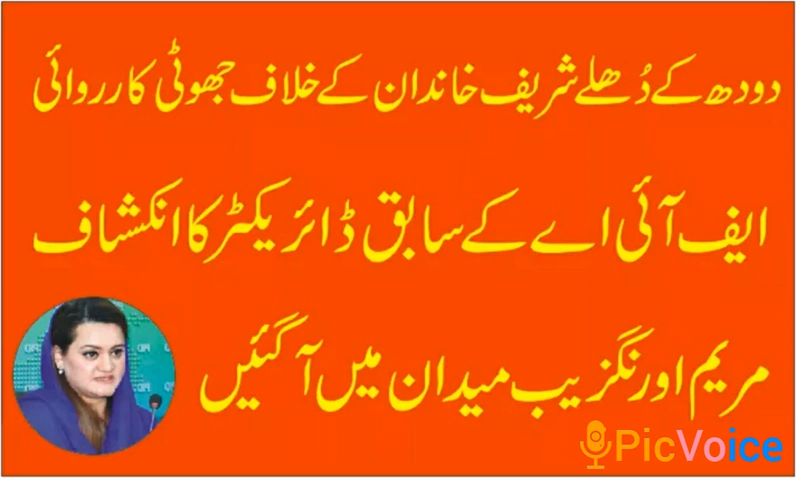 دودھ کے دُھلے شریف خاندان کے خلاف جھوٹی کارروائی
ایف آئی اے کے سابق ڈائریکٹر کا انکشاف
مریم اورنگزیب میدان میں آگئیں
PicVoice